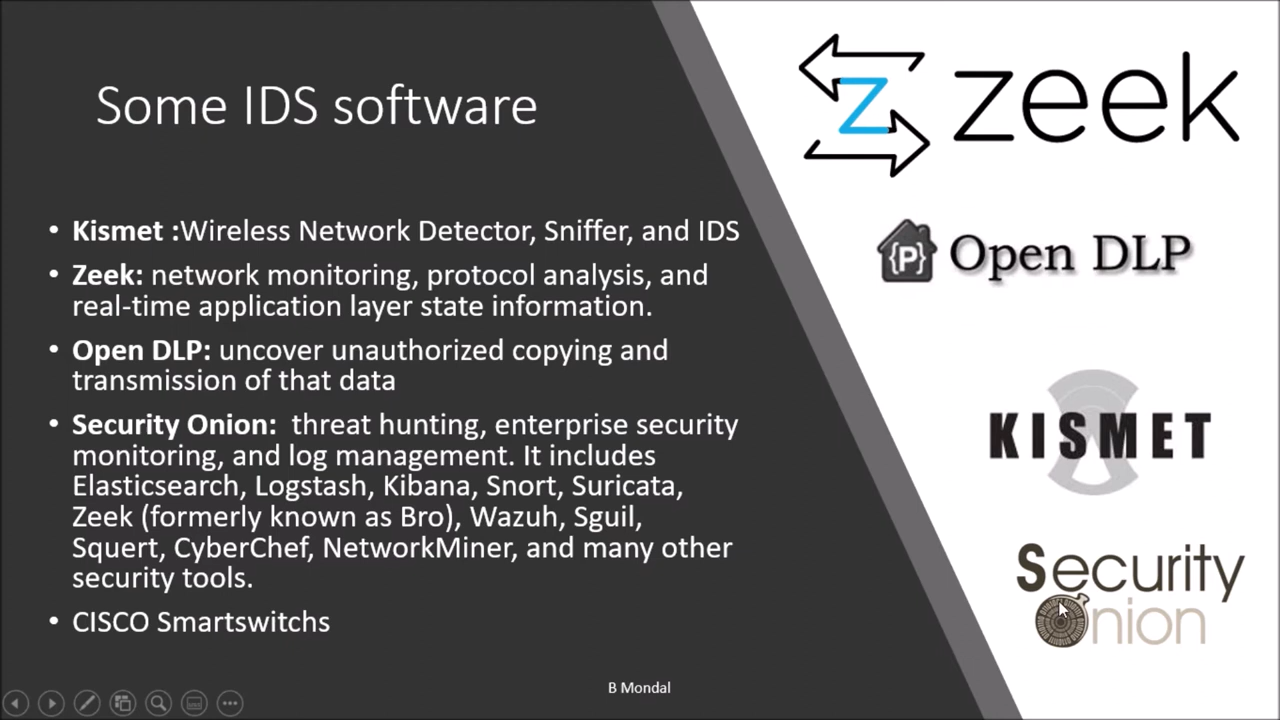 Some IDS software
• Kismet :Wireless Network Detector, Sniffer, and IDS
• Zeek: network monitoring, protocol analysis, and
real-time application layer state information.
• Open DLP: uncover unauthorized copying and
transmission of that data
• Security Onion:  threat hunting, enterprise security
monitoring, and log management. It includes
Elasticsearch, Logstash, Kibana, Snort, Suricata,
Zeek (formerly known as Bro), Wazuh, Sguil,
Squert, CyberChef, NetworkMiner, and many other
security tools.
• CISCO Smartswitchs
z zeek
{P} Open DLP
KISMET
Security
Onion
B Mondal